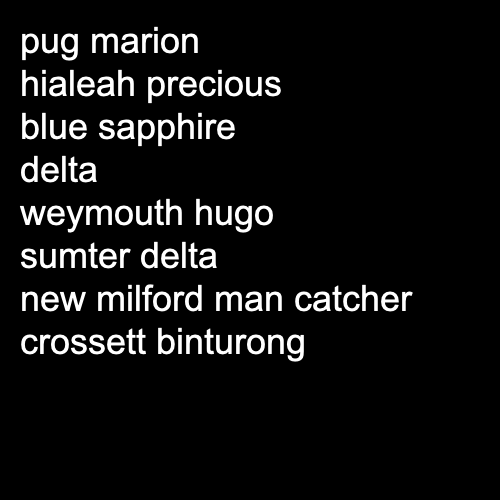 pug marion
hialeah precious
blue sapphire
delta
weymouth hugo
sumter delta
new milford man catcher
crossett binturong